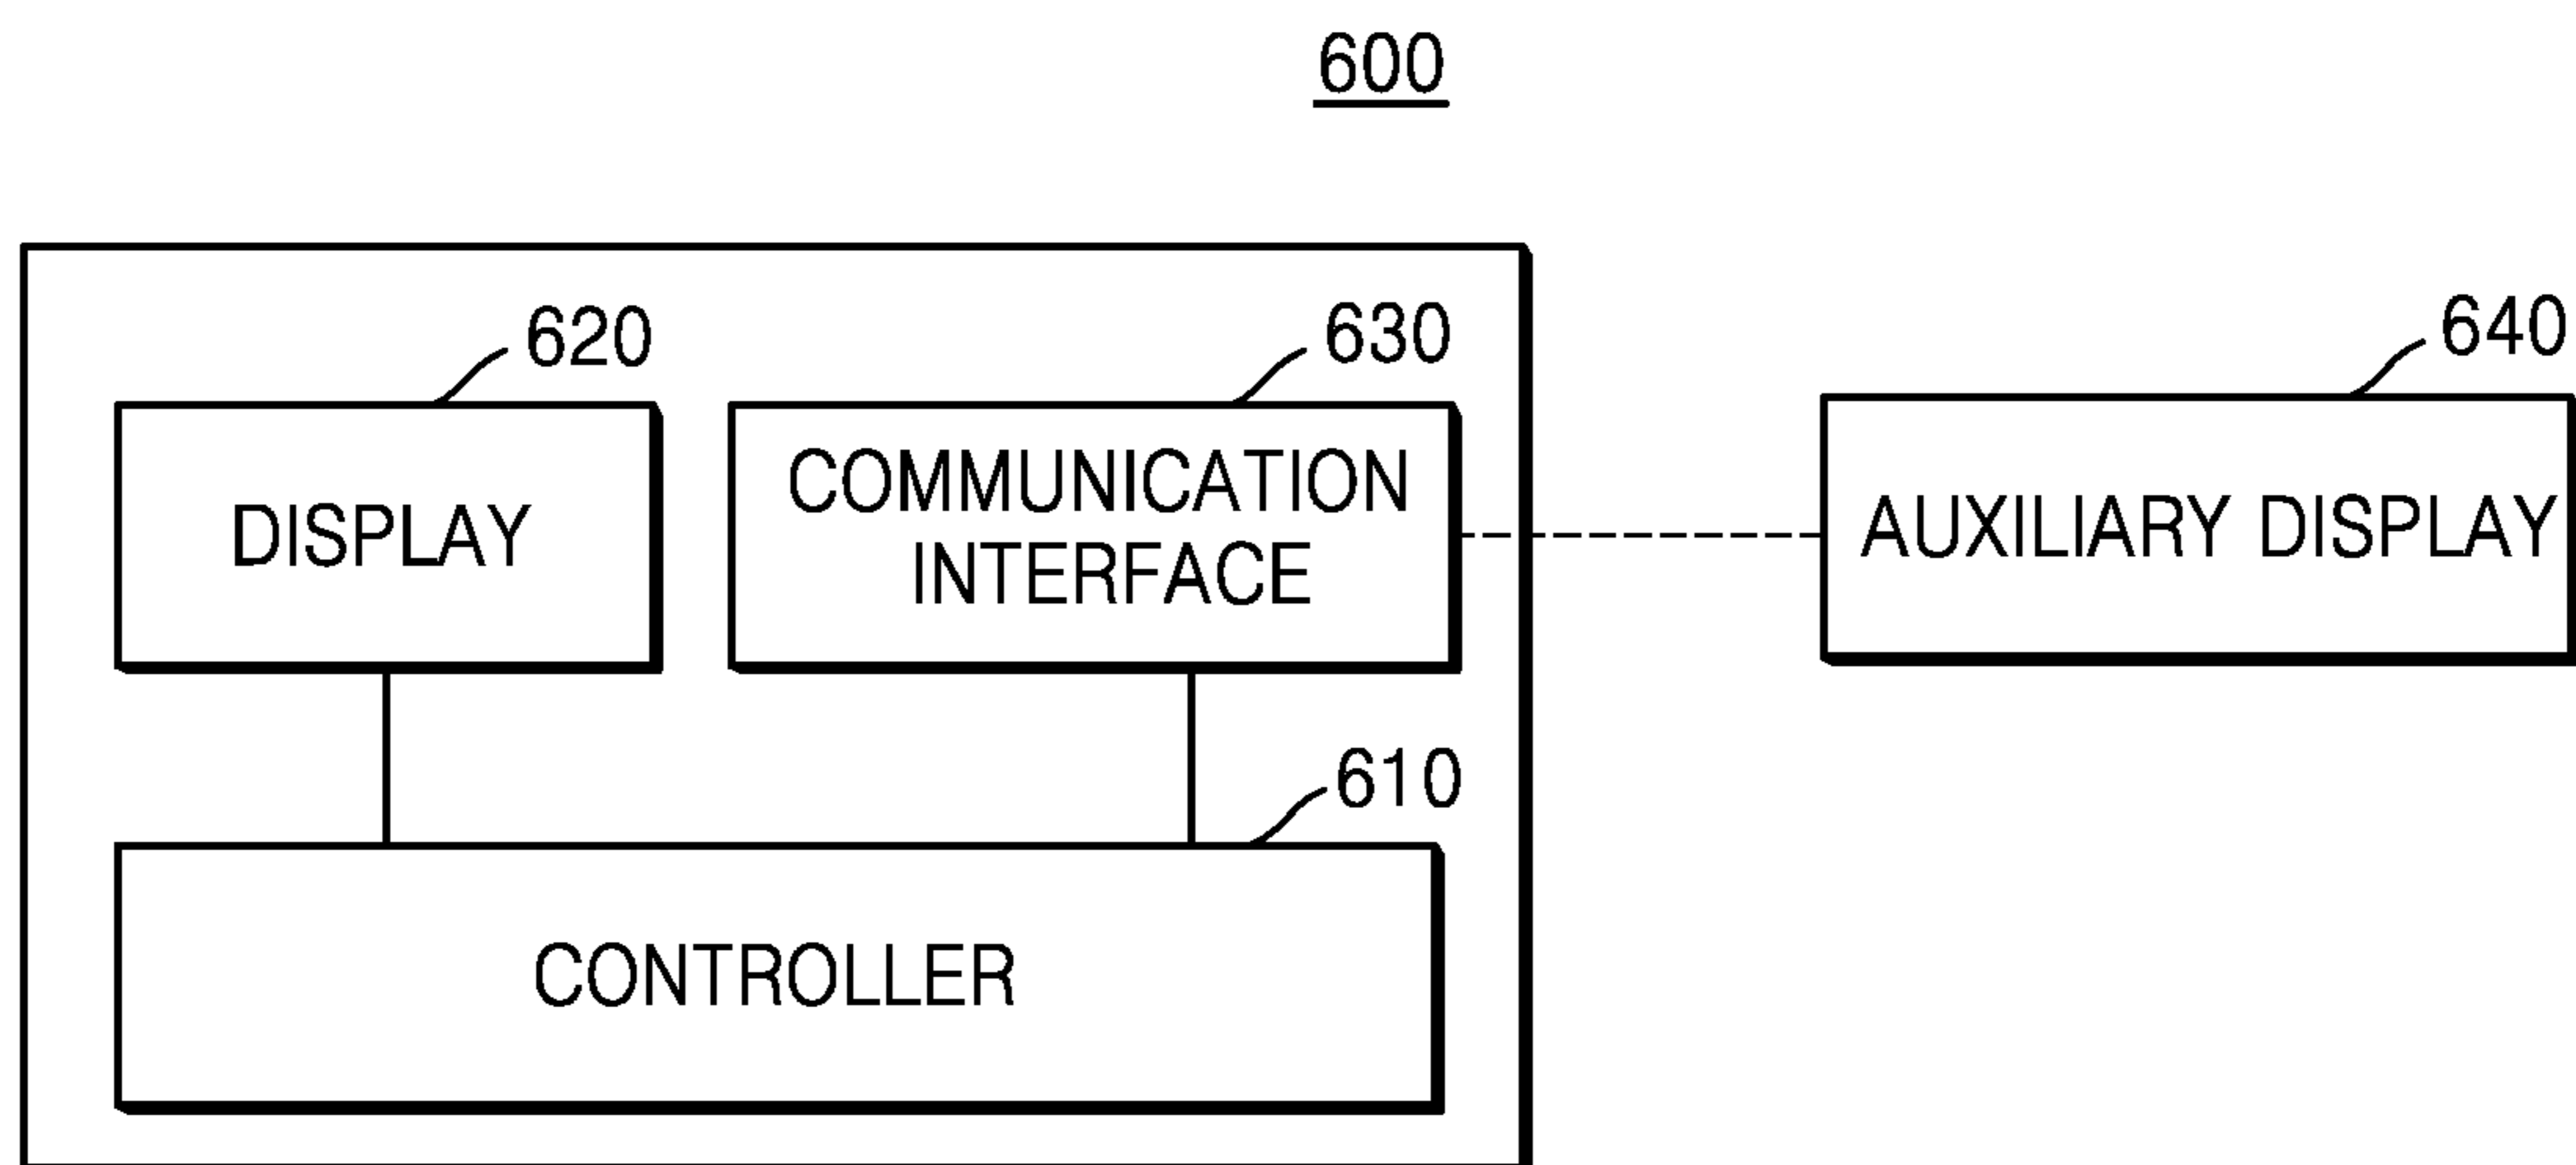 600
620
630
640
DISPLAY
COMMUNICATION
INTERFACE
AUXILIARY DISPLAY
610
CONTROLLER